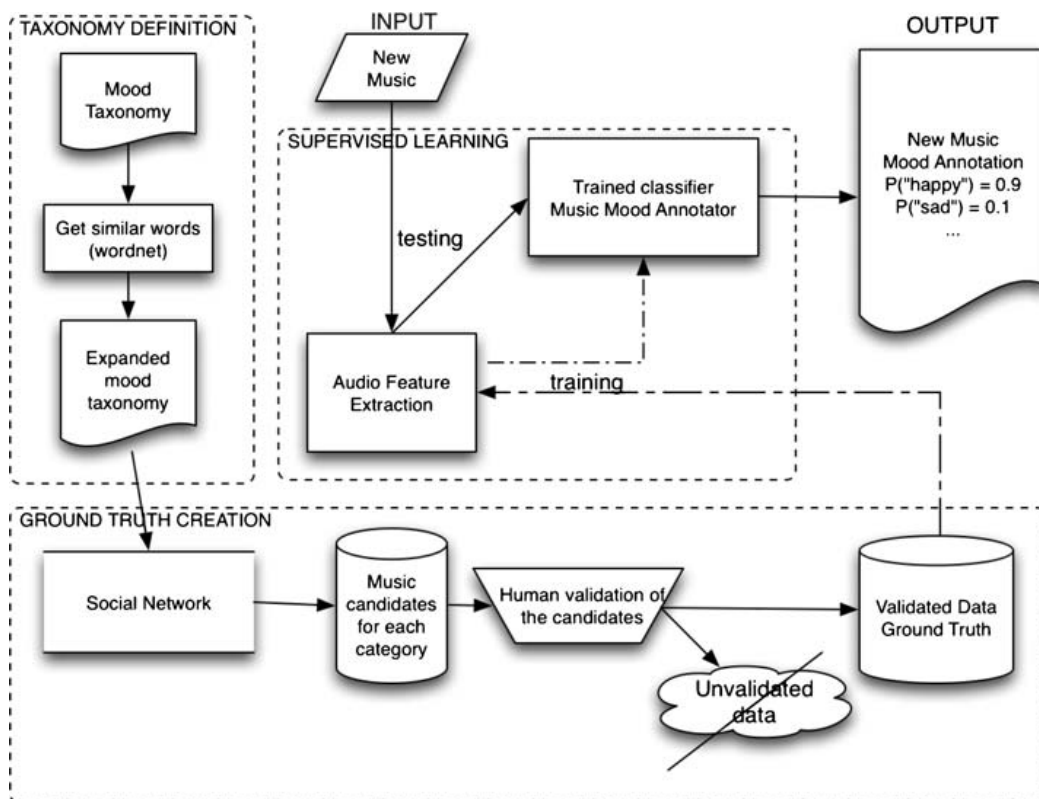 TAXONOMY DEFINITION
Mood
Taxonomy
Get similar words
(wordnet)
Expanded
mood
taxonomy
INPUT
New
Music
SUPERVISED LEARNING
testing
Trained classifier
Music Mood Annotator
Audio Feature
Extraction
training
OUTPUT
New Music
Mood Annotation
P("happy") = 0.9
P("sad") = 0.1
...
GROUND TRUTH CREATION
Social Network
Music
candidates
for each
category
Human validation of
the candidates
Unvalidated
data
Validated Data
Ground Truth